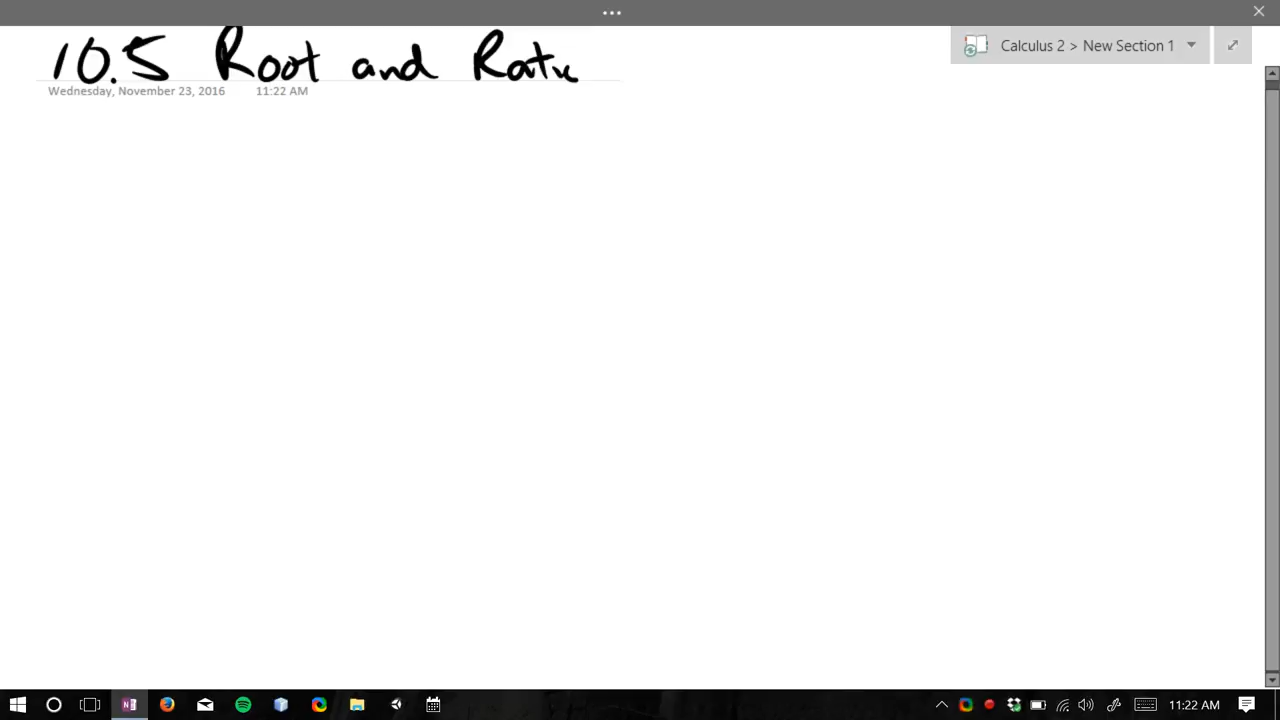 ...
Calculus 2 > New Section 1
10.5 Root and
Wednesday, November 23, 2016 11:22 AM
11:22 AM